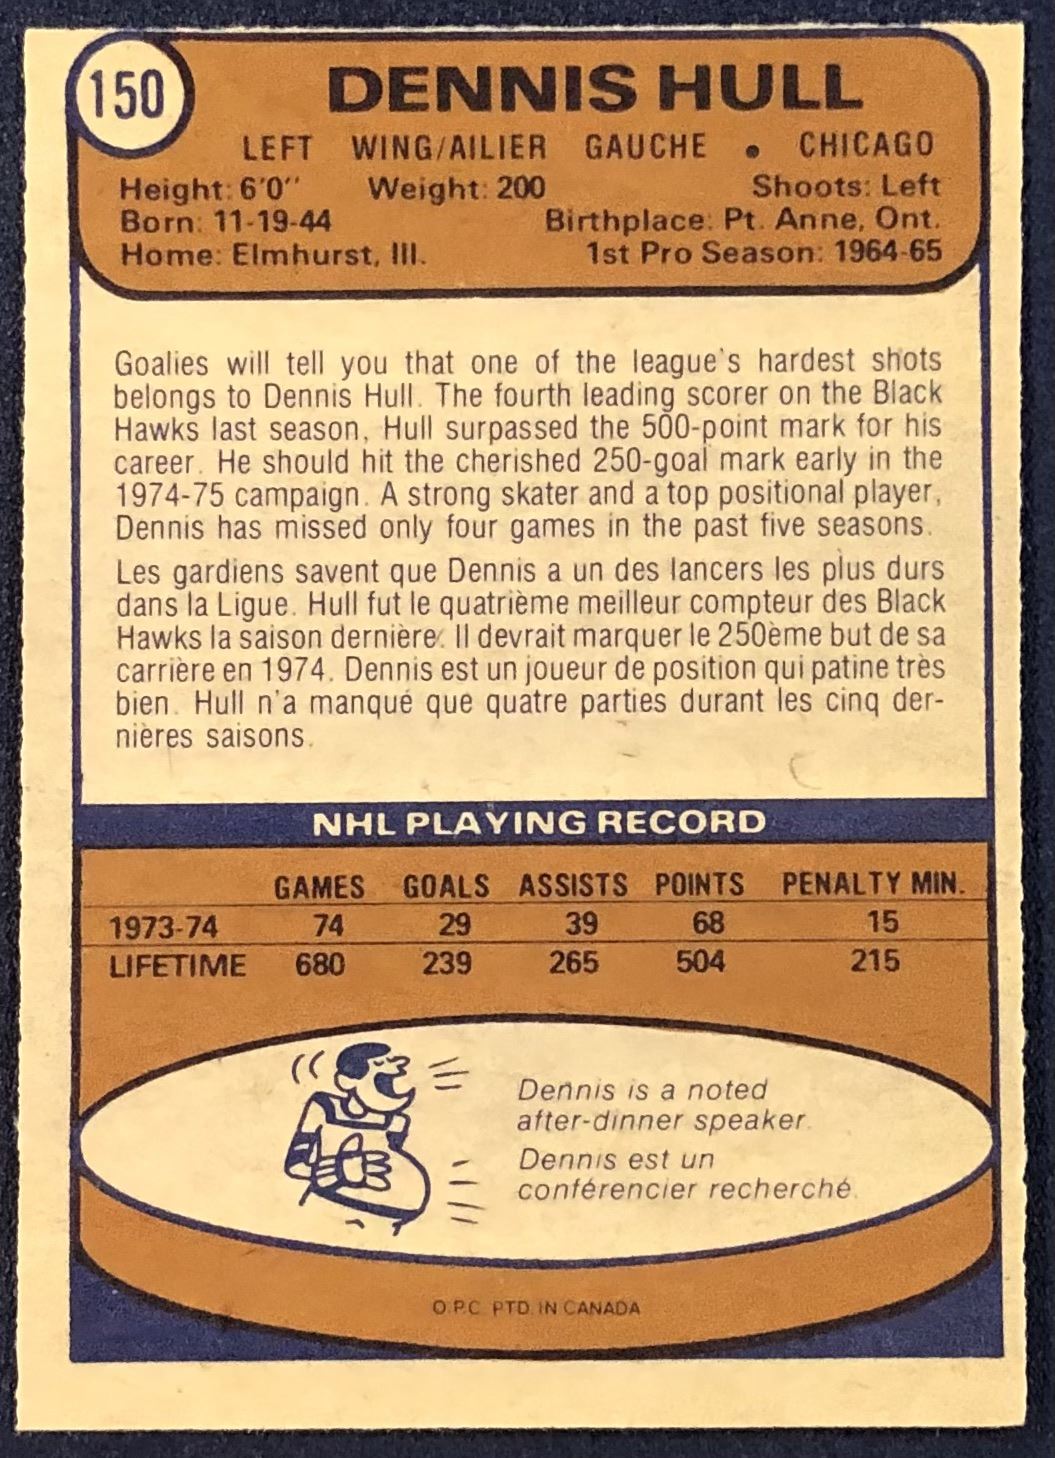 150
DENNIS HULL
LEFT WING/AILIER GAUCHE • CHICAGO
Height: 6'0" Weight: 200 Shoots: Left
Born: 11-19-44 Birthplace: Pt. Anne, Ont.
Home: Elmhurst, Ill. 1st Pro Season: 1964-65
Goalies will tell you that one of the league's hardest shots
belongs to Dennis Hull. The fourth leading scorer on the Black
Hawks last season, Hull surpassed the 500-point mark for his
career. He should hit the cherished 250-goal mark early in the
1974-75 campaign. A strong skater and a top positional player,
Dennis has missed only four games in the past five seasons.
Les gardiens savent que Dennis a un des lancers les plus durs
dans la Ligue. Hull fut le quatrième meilleur compteur des Black
Hawks la saison dernière. Il devrait marquer le 250ème but de sa
carrière en 1974. Dennis est un joueur de position qui patine très
bien. Hull n'a manqué que quatre parties durant les cinq der-
nières saisons.
NHL PLAYING RECORD
GAMES GOALS ASSISTS POINTS PENALTY MIN.
1973-74 74 29 39 68 15
LIFETIME 680 239 265 504 215
Dennis is a noted
after-dinner speaker.
Dennis est un
conférencier recherché.
O.P.C. PTD. IN CANADA